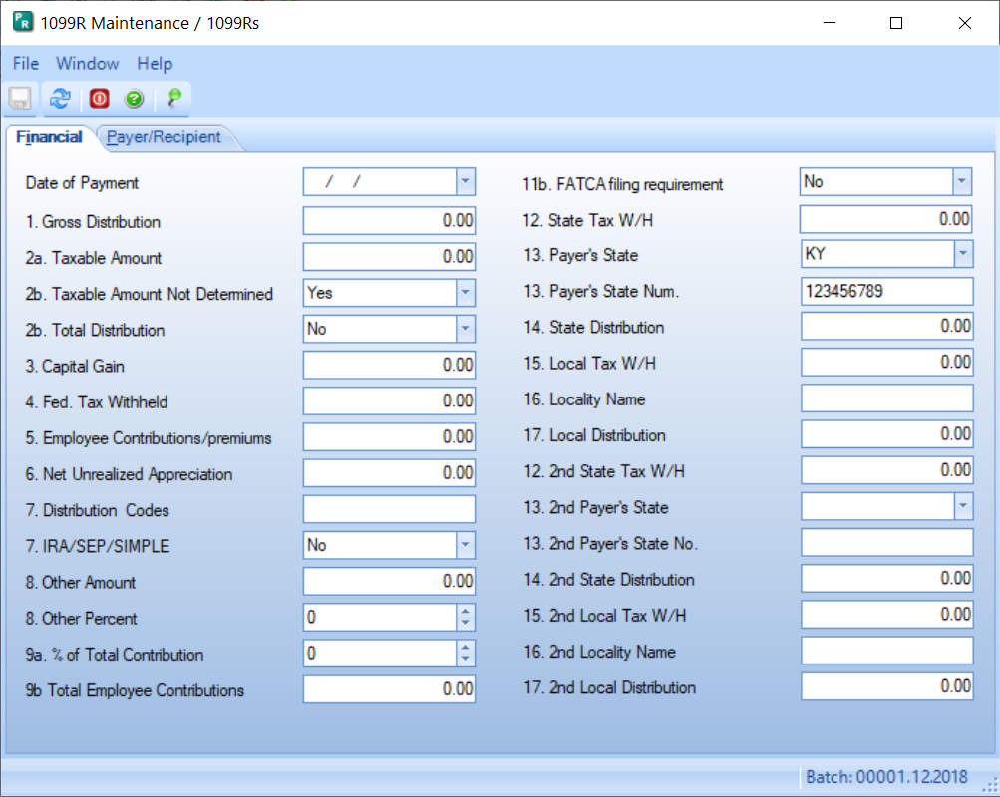 PR 1099R Maintenance / 1099Rs
File Window Help
Financial Payer/Recipient
Date of Payment / /
1. Gross Distribution 0.00
2a. Taxable Amount 0.00
2b. Taxable Amount Not Determined Yes
2b. Total Distribution No
3. Capital Gain 0.00
4. Fed. Tax Withheld 0.00
5. Employee Contributions/premiums 0.00
6. Net Unrealized Appreciation 0.00
7. Distribution Codes
7. IRA/SEP/SIMPLE No
8. Other Amount 0.00
8. Other Percent 0
9a. % of Total Contribution 0
9b Total Employee Contributions 0.00
11b. FATCA filing requirement No
12. State Tax W/H 0.00
13. Payer's State KY
13. Payer's State Num. 123456789
14. State Distribution 0.00
15. Local Tax W/H 0.00
16. Locality Name
17. Local Distribution 0.00
12. 2nd State Tax W/H 0.00
13. 2nd Payer's State
13. 2nd Payer's State No.
14. 2nd State Distribution 0.00
15. 2nd Local Tax W/H 0.00
16. 2nd Locality Name
17. 2nd Local Distribution 0.00
Batch: 00001.12.2018